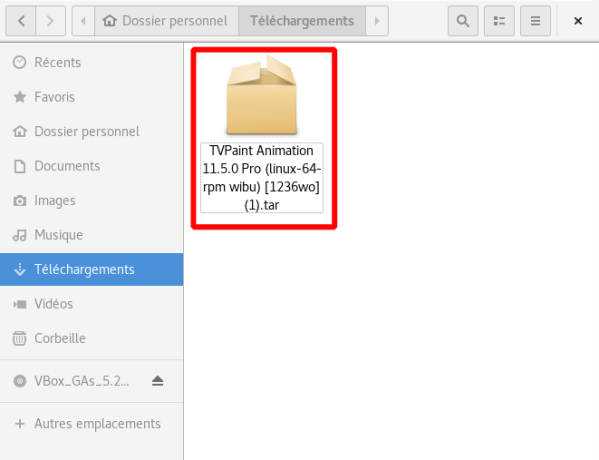 Dossier personnel
Téléchargements
Récents
Favoris
Dossier personnel
Documents
Images
Musique
Téléchargements
Vidéos
Corbeille
VBox_GAs_5.2...
Autres emplacements
TVPaint Animation
11.5.0 Pro (linux-64-
rpm wibu) [1236wo]
(1).tar